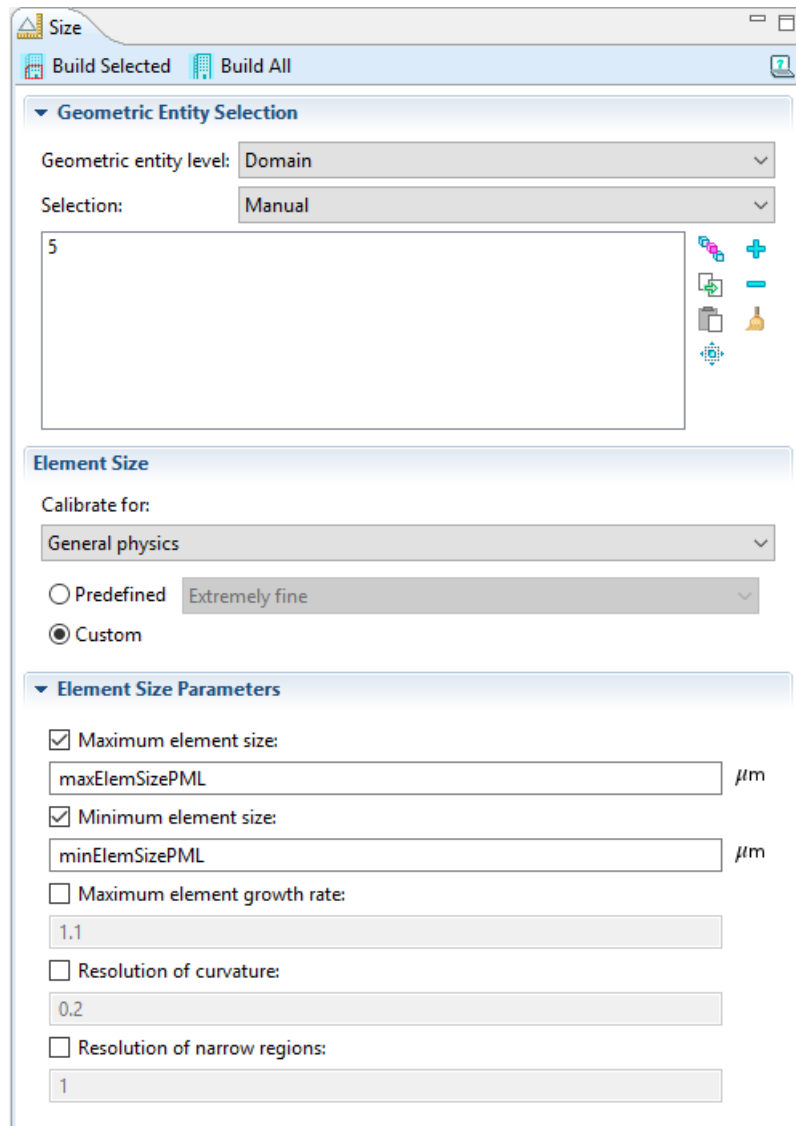 Size
Build Selected Build All
Geometric Entity Selection
Geometric entity level: Domain
Selection: Manual
5
Element Size
Calibrate for:
General physics
Predefined Extremely fine
Custom
Element Size Parameters
Maximum element size:
maxElemSizePML μm
Minimum element size:
minElemSizePML μm
Maximum element growth rate:
1.1
Resolution of curvature:
0.2
Resolution of narrow regions:
1